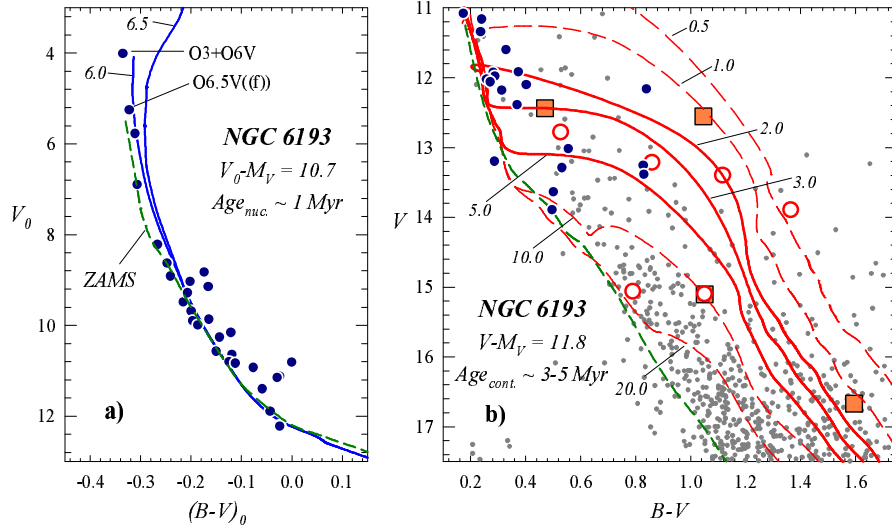 6.5
4
O3+O6V
6.0
O6.5V((f))
6
NGC 6193
V0-MV = 10.7
Agenuc. ~ 1 Myr
V0
8
ZAMS
10
12
a)
-0.4 -0.3 -0.2 -0.1 0.0 0.1
(B-V)0
11
0.5
1.0
12
2.0
13
3.0
5.0
V
14
10.0
15
NGC 6193
V-MV = 11.8
Agecont. ~ 3-5 Myr
20.0
16
b)
17
0.2 0.4 0.6 0.8 1.0 1.2 1.4 1.6
B-V